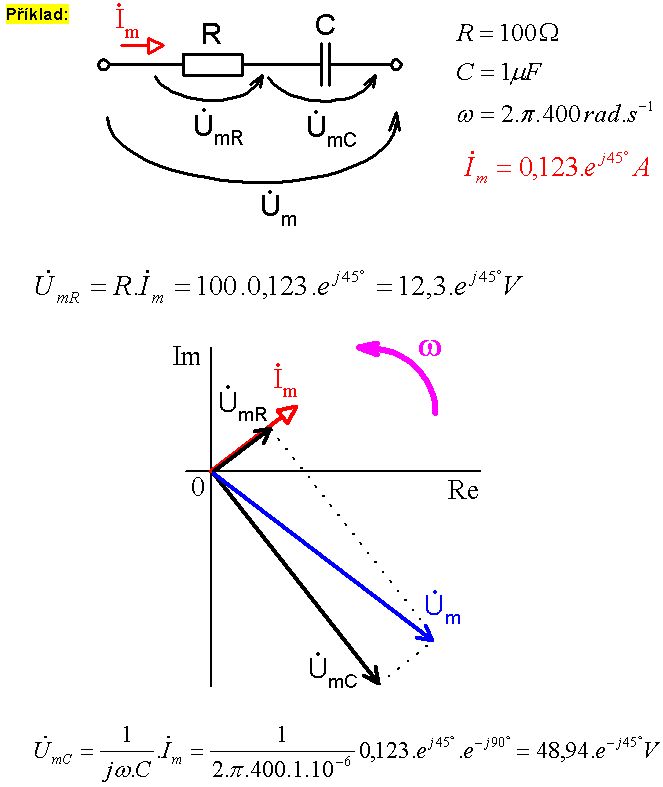 Příklad:
İₘ
R
C
R = 100Ω
C = 1μF
ω = 2.π.400 rad.s⁻¹
İₘ = 0,123.e^{j45°} A
U̇ₘR
U̇ₘC
U̇ₘ
U̇ₘR = R.İₘ = 100.0,123.e^{j45°} = 12,3.e^{j45°}V
Im
ω
İₘ
U̇ₘR
0
Re
U̇ₘ
U̇ₘC
U̇ₘC = \frac{1}{jω.C}.İₘ = \frac{1}{2.π.400.1.10⁻⁶} 0,123.e^{j45°}.e^{-j90°} = 48,94.e^{-j45°}V